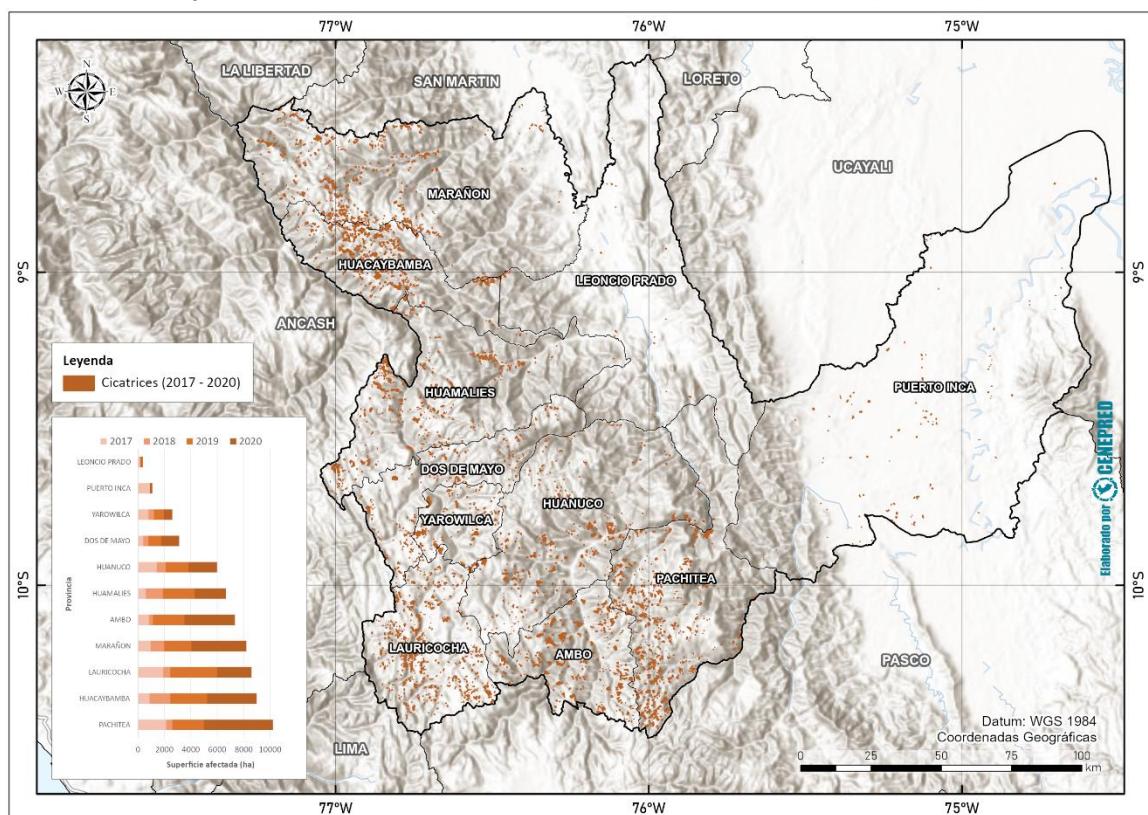 77°W
76°W
75°W
N
W
E
S
LA LIBERTAD
SAN MARTIN
LORETO
UCAYALI
MARAÑON
HUACAYBAMBA
9°S
9°S
LEONCIO PRADO
ANCASH
Leyenda
Cicatrices (2017 - 2020)
HUAMALIES
PUERTO INCA
DOS DE MAYO
HUANUCO
YAROWILCA
PACHITEA
10°S
10°S
LAURICOCHA
AMBO
PASCO
LIMA
2017
2018
2019
2020
LEONCIO PRADO
PUERTO INCA
YAROWILCA
DOS DE MAYO
HUANUCO
HUAMALIES
AMBO
MARAÑON
LAURICOCHA
HUACAYBAMBA
PACHITEA
Provincia
0
2000
4000
6000
8000
10000
Superficie afectada (ha)
Elaborado por CENEPRED
Datum: WGS 1984
Coordenadas Geográficas
0
25
50
75
100
km
77°W
76°W
75°W